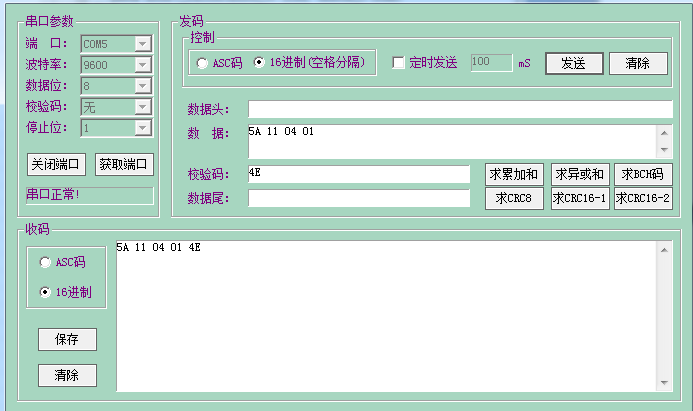 串口参数
端 口: COM5
波特率: 9600
数据位: 8
校验码: 无
停止位: 1
关闭端口 获取端口
串口正常!
发码
控制
ASC码 16进制(空格分隔) 定时发送 100 mS 发送 清除
数据头:
数 据: 5A 11 04 01
校验码: 4E 求累加和 求异或和 求BCH码
数据尾: 求CRC8 求CRC16-1 求CRC16-2
收码
ASC码
16进制
保存
清除
5A 11 04 01 4E